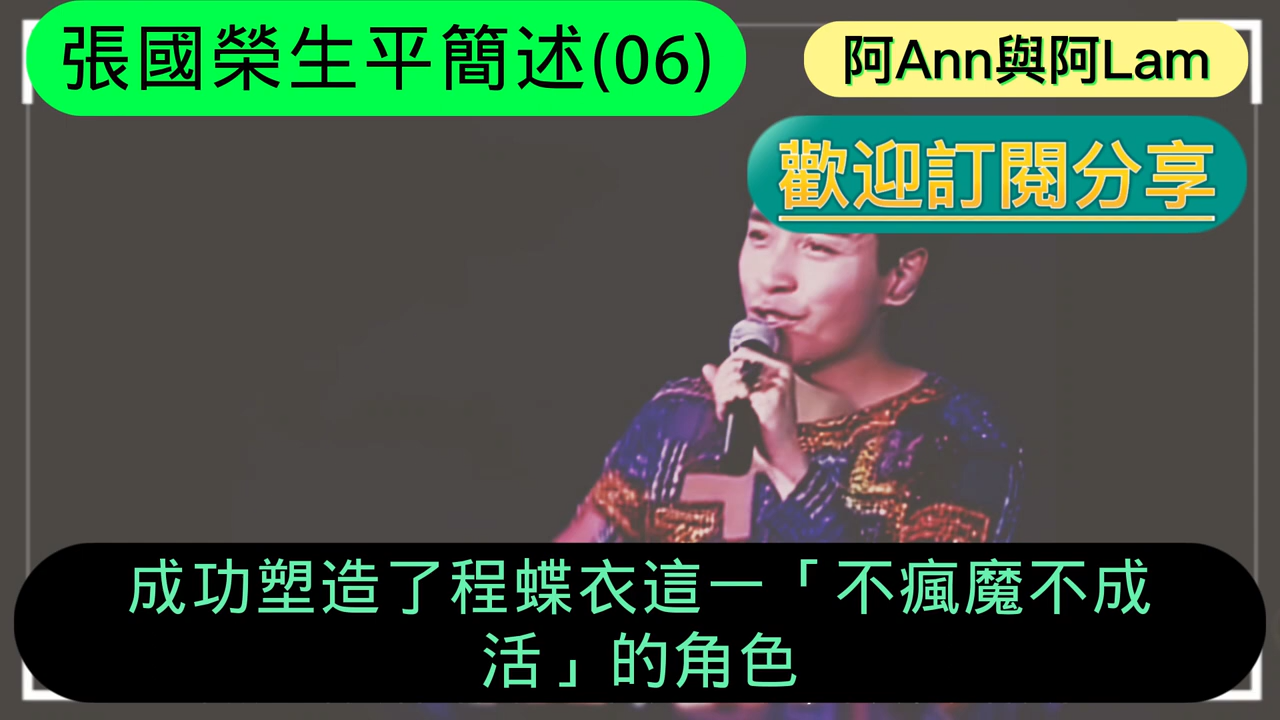 張國榮生平簡述(06)
阿Ann與阿Lam
歡迎訂閱分享
成功塑造了程蝶衣這一「不瘋魔不成
活」的角色